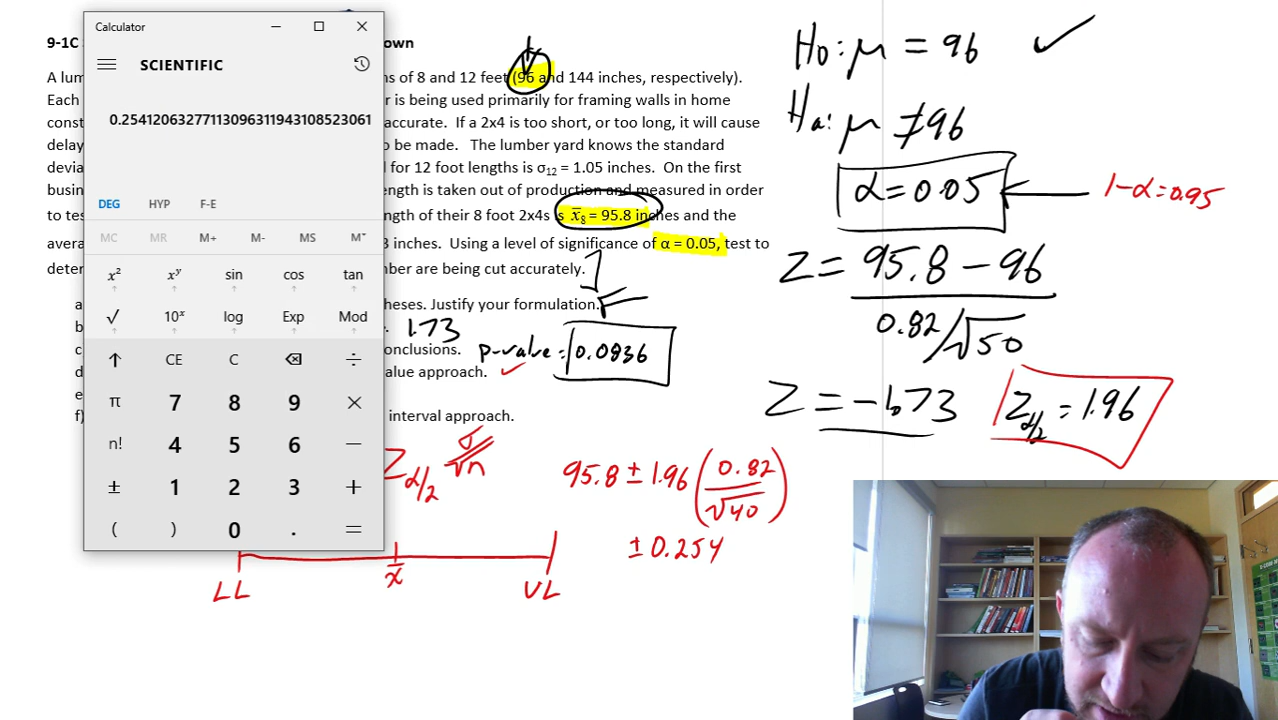 Calculator
SCIENTIFIC
0.25412063277113096311943108523061
DEG HYP F-E
MC MR M+ M- MS M˅
x² xʸ sin cos tan
√ 10ˣ log Exp Mod
↑ CE C ⌫ ÷
π 7 8 9 ×
n! 4 5 6 −
± 1 2 3 +
( ) 0 . =
9-1C own
A lum ns of 8 and 12 feet (96 and 144 inches, respectively).
Each r is being used primarily for framing walls in home
const accurate. If a 2x4 is too short, or too long, it will cause
delay o be made. The lumber yard knows the standard
devia for 12 foot lengths is σ₁₂ = 1.05 inches. On the first
busin ength is taken out of production and measured in order
to tes ngth of their 8 foot 2x4s is x̄₈ = 95.8 inches and the
avera 3 inches. Using a level of significance of α = 0.05, test to
deter ber are being cut accurately.
a heses. Justify your formulation.
b . 1.73
c onclusions. p-value = 0.0836
d alue approach. ✓
e
f) interval approach.
Zα/2 σ/√n
95.8 ± 1.96 (0.82/√40)
± 0.254
LL x̄ UL
H₀: μ = 96 ✓
Ha: μ ≠ 96
α = 0.05 ← 1-α=0.95
Z = 95.8 - 96
0.82/√50
Z = -1.73 Zα/2 = 1.96